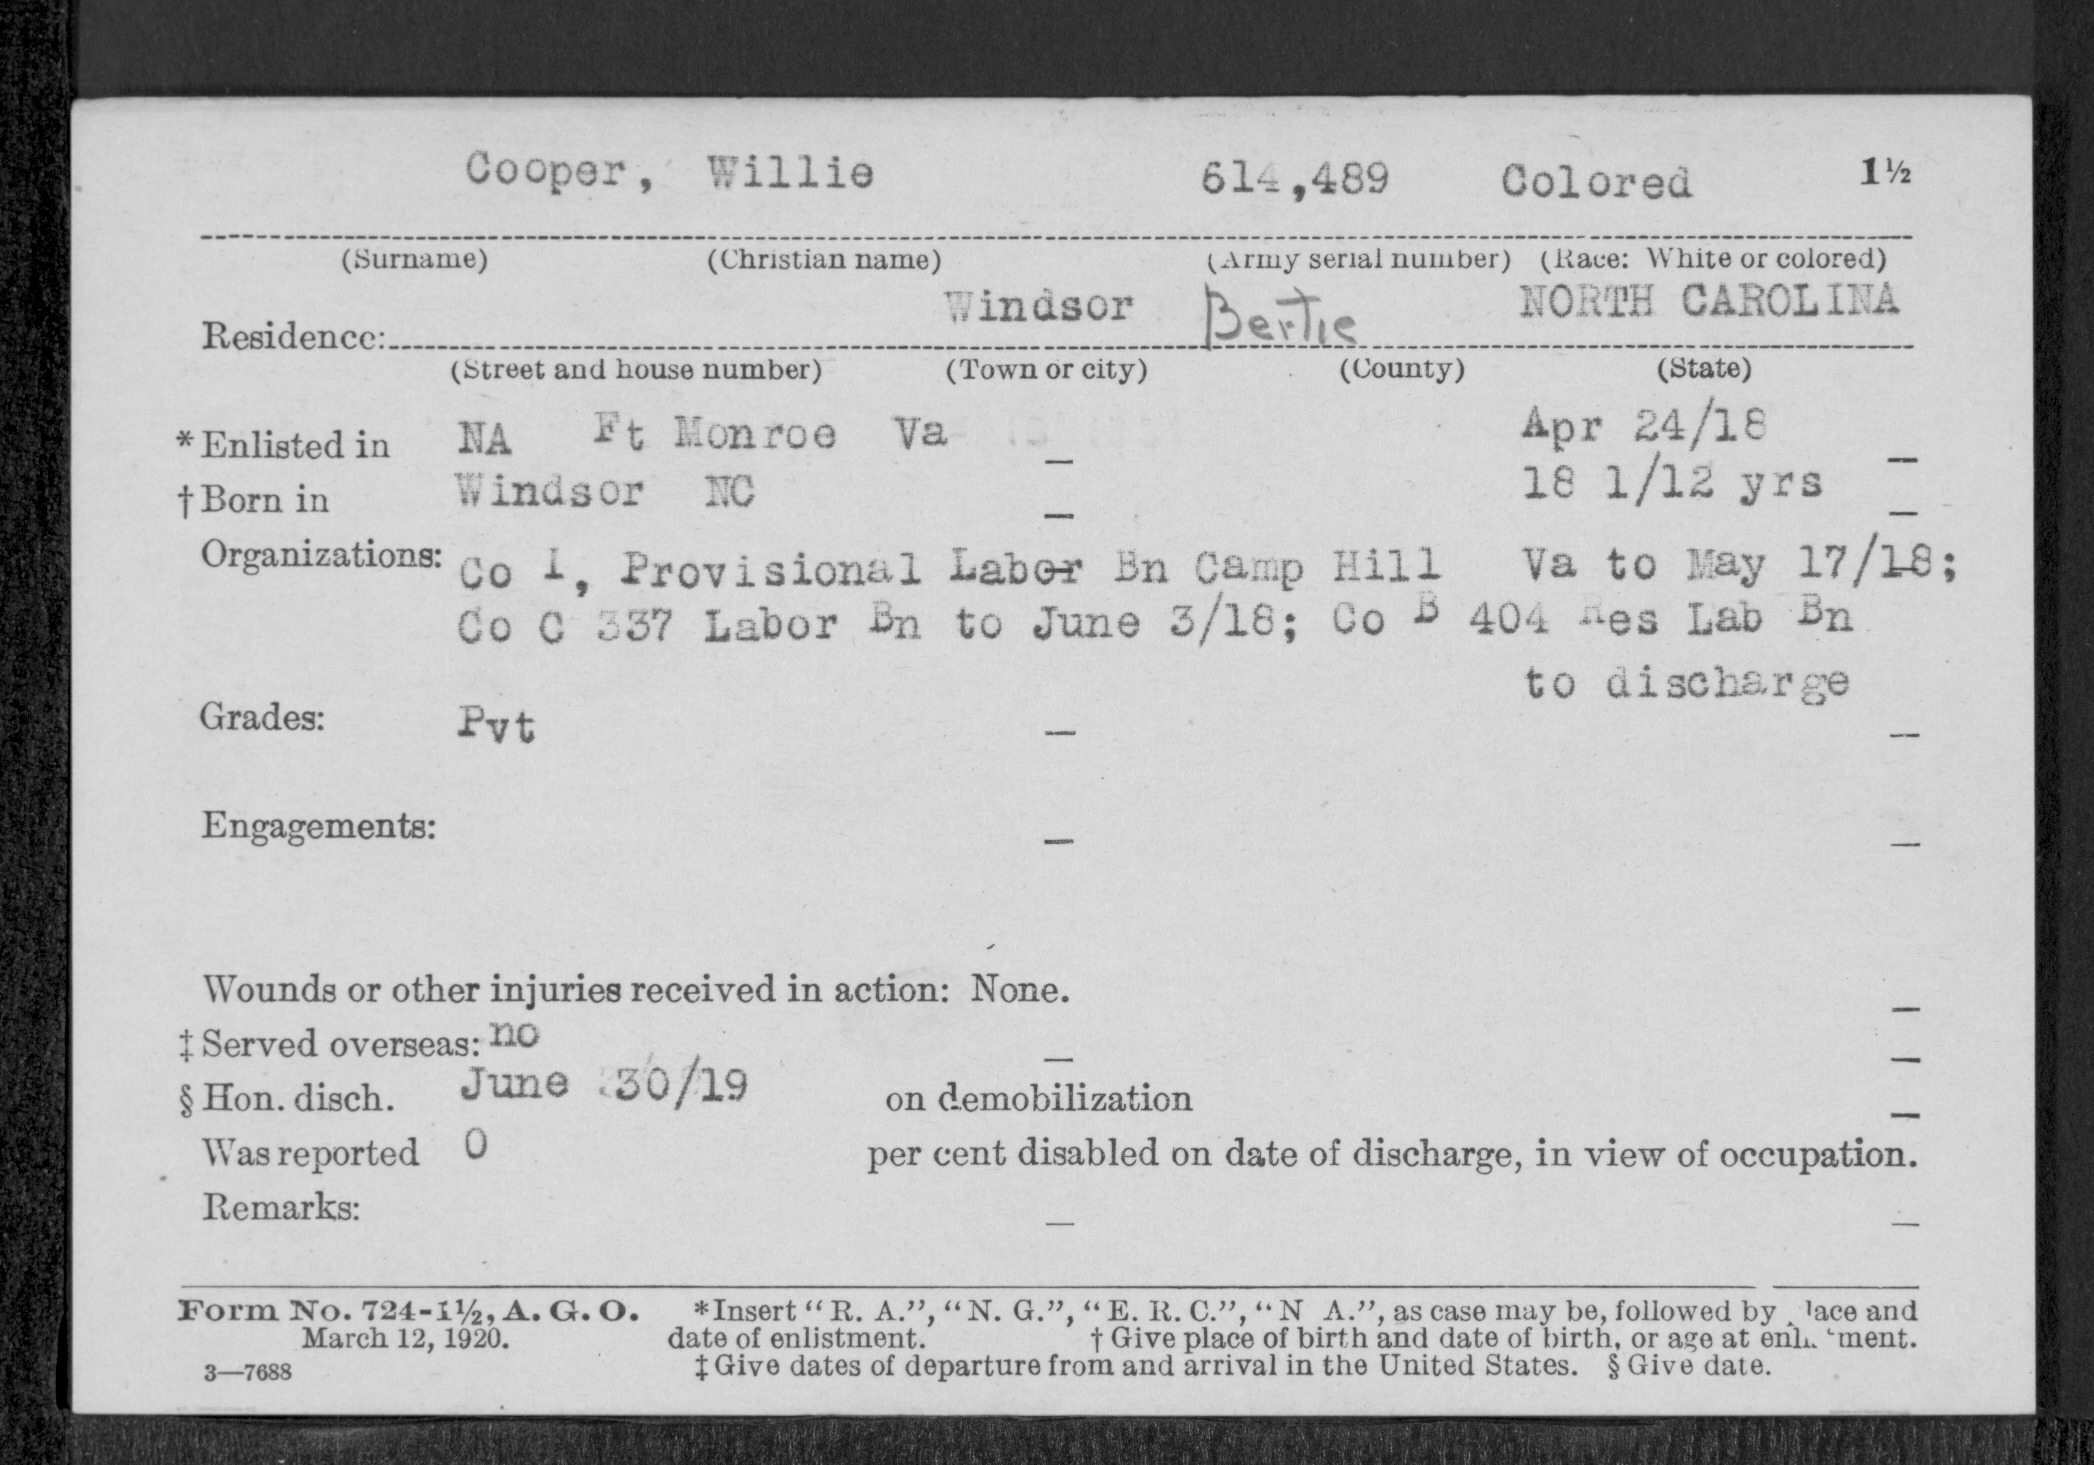 Cooper, Willie 614,489 Colored 1½
(Surname) (Christian name) (Army serial number) (Race: White or colored)
Residence: Windsor Bertie NORTH CAROLINA
(Street and house number) (Town or city) (County) (State)
*Enlisted in NA Ft Monroe Va Apr 24/18
†Born in Windsor NC 18 1/12 yrs
Organizations: Co I, Provisional Labor Bn Camp Hill Va to May 17/18;
Co C 337 Labor Bn to June 3/18; Co B 404 Res Lab Bn
to discharge
Grades: Pvt
Engagements:
Wounds or other injuries received in action: None.
‡Served overseas: no
§Hon. disch. June 30/19 on demobilization
Was reported 0 per cent disabled on date of discharge, in view of occupation.
Remarks:
Form No. 724-1½, A. G. O. *Insert "R. A.", "N. G.", "E. R. C.", "N A.", as case may be, followed by place and
March 12, 1920. date of enlistment. †Give place of birth and date of birth, or age at enlistment.
3—7688 ‡Give dates of departure from and arrival in the United States. §Give date.